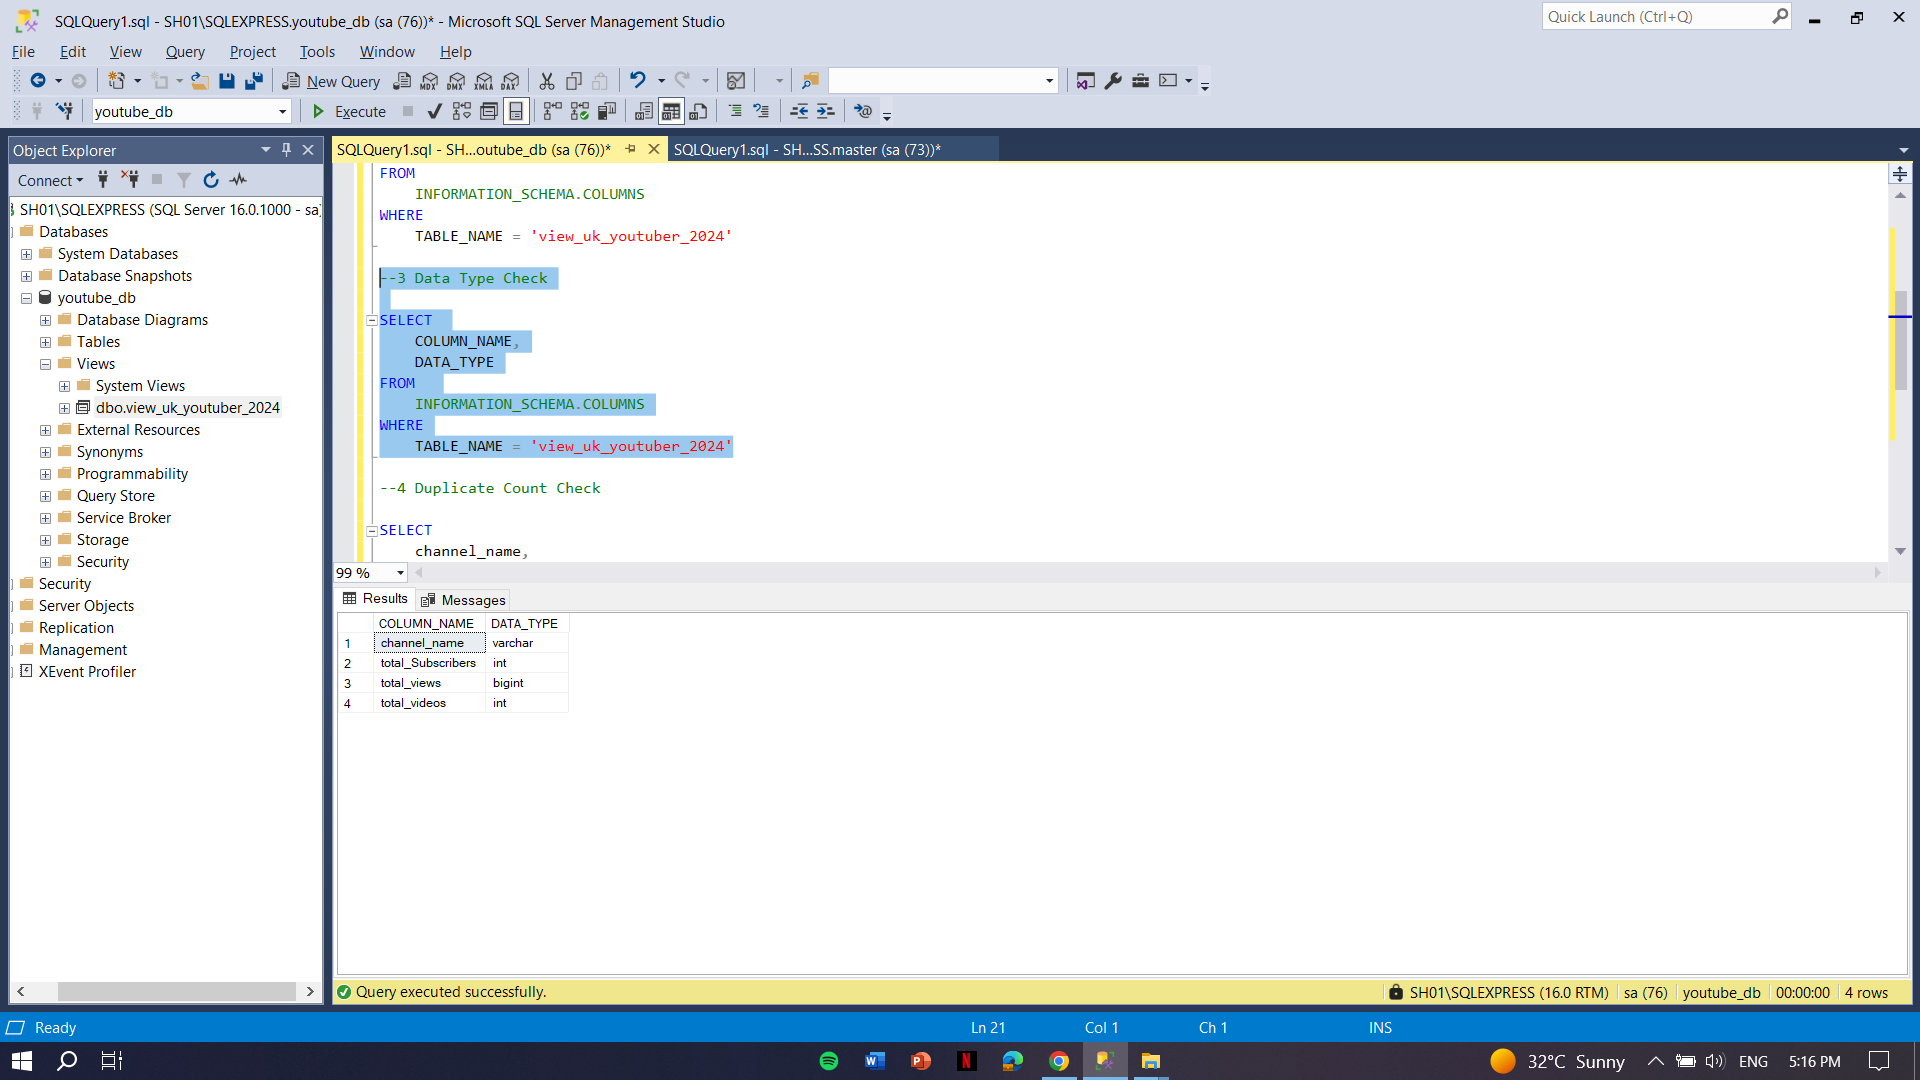 SQLQuery1.sql - SH01\SQLEXPRESS.youtube_db (sa (76))* - Microsoft SQL Server Management Studio
Quick Launch (Ctrl+Q)
File Edit View Query Project Tools Window Help
New Query MDX DMX XMLA DAX
youtube_db Execute
Object Explorer
SQLQuery1.sql - SH...outube_db (sa (76))* SQLQuery1.sql - SH...SS.master (sa (73))*
Connect
SH01\SQLEXPRESS (SQL Server 16.0.1000 - sa)
Databases
System Databases
Database Snapshots
youtube_db
Database Diagrams
Tables
Views
System Views
dbo.view_uk_youtuber_2024
External Resources
Synonyms
Programmability
Query Store
Service Broker
Storage
Security
Security
Server Objects
Replication
Management
XEvent Profiler
FROM
INFORMATION_SCHEMA.COLUMNS
WHERE
TABLE_NAME = 'view_uk_youtuber_2024'
--3 Data Type Check
SELECT
COLUMN_NAME,
DATA_TYPE
FROM
INFORMATION_SCHEMA.COLUMNS
WHERE
TABLE_NAME = 'view_uk_youtuber_2024'
--4 Duplicate Count Check
SELECT
channel_name,
99 %
Results Messages
COLUMN_NAME DATA_TYPE
1 channel_name varchar
2 total_Subscribers int
3 total_views bigint
4 total_videos int
Query executed successfully. SH01\SQLEXPRESS (16.0 RTM) sa (76) youtube_db 00:00:00 4 rows
Ready Ln 21 Col 1 Ch 1 INS
32°C Sunny ENG 5:16 PM